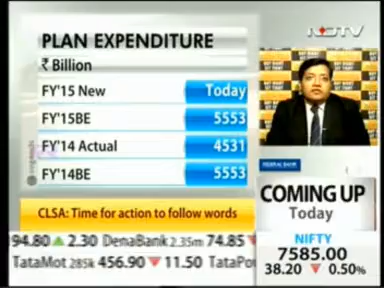 NDTV
PLAN EXPENDITURE
₹ Billion
FY'15 New Today
FY'15BE 5553
FY'14 Actual 4531
FY'14BE 5553
FEDERAL BANK
CLSA: Time for action to follow words
COMING UP
Today
NIFTY
7585.00
38.20 ▼ 0.50%
94.80 ▲ 2.30 DenaBank 2.35m 74.85 ▼
TataMot 285k 456.90 ▼ 11.50 TataPo